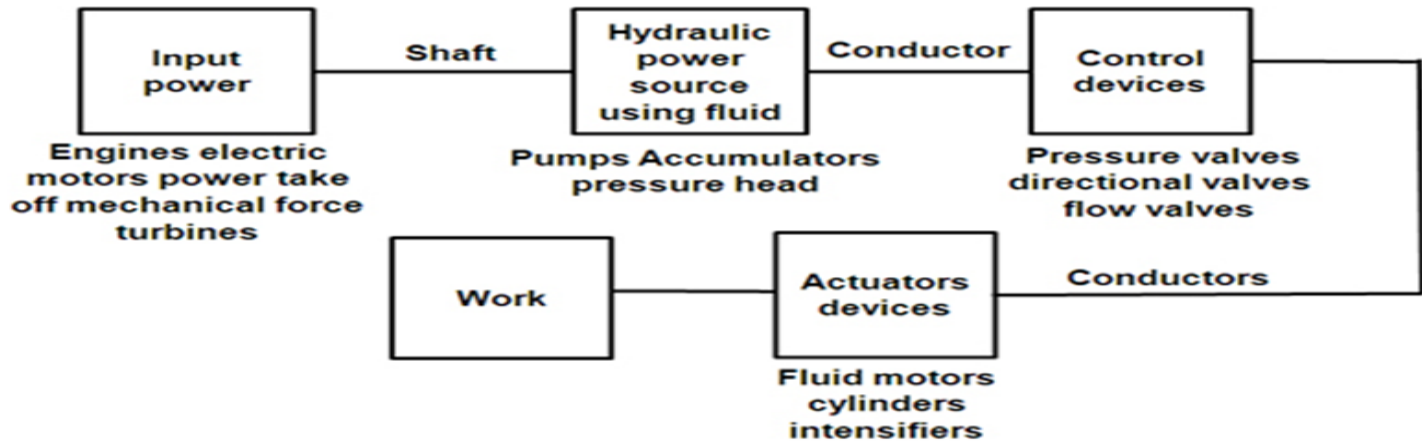 Input
power
Shaft
Hydraulic
power
source
using fluid
Conductor
Control
devices
Engines electric
motors power take
off mechanical force
turbines
Pumps Accumulators
pressure head
Pressure valves
directional valves
flow valves
Work
Actuators
devices
Conductors
Fluid motors
cylinders
intensifiers